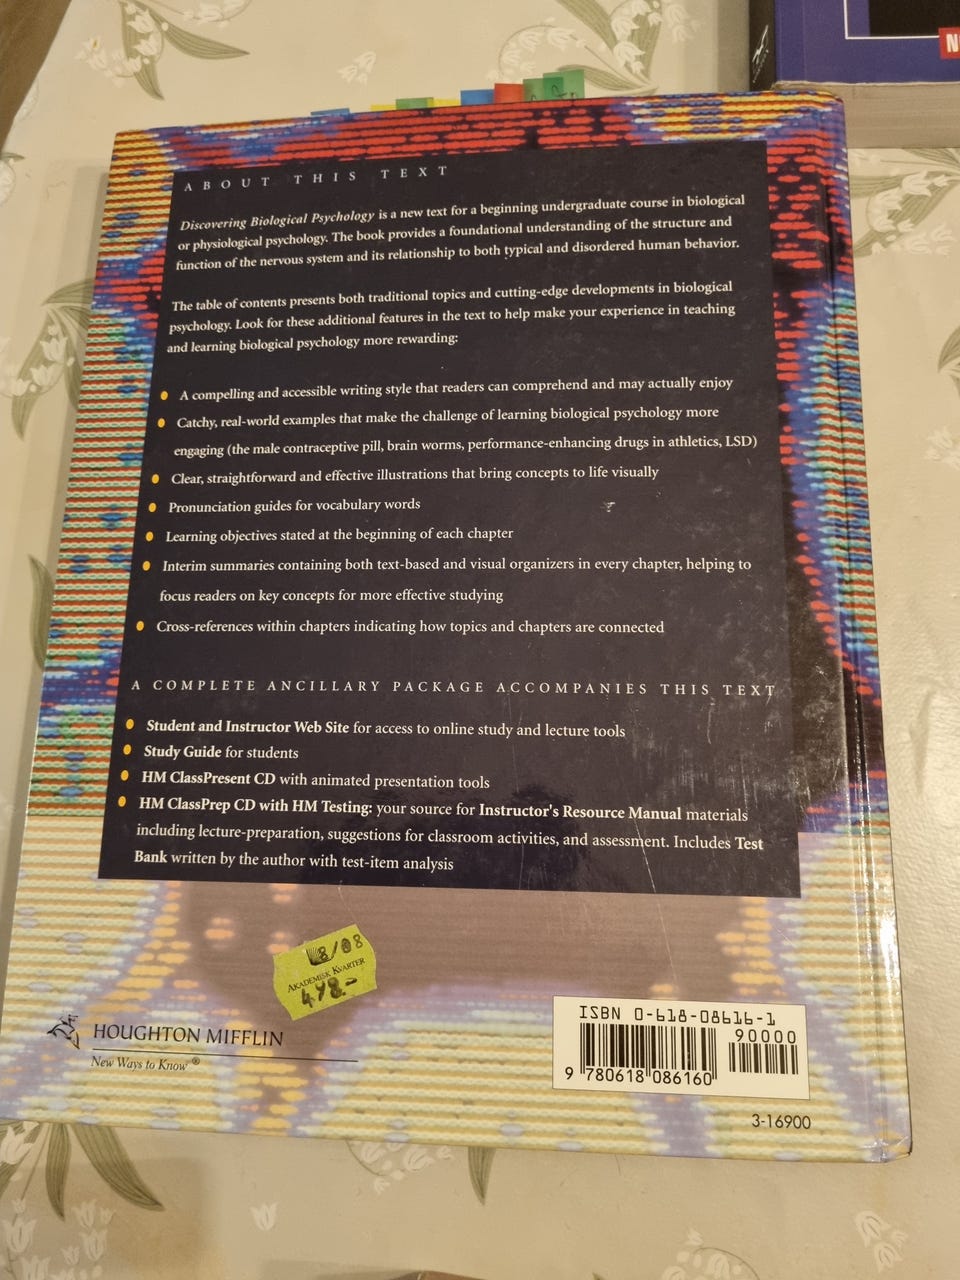 ABOUT THIS TEXT
Discovering Biological Psychology is a new text for a beginning undergraduate course in biological
or physiological psychology. The book provides a foundational understanding of the structure and
function of the nervous system and its relationship to both typical and disordered human behavior.
The table of contents presents both traditional topics and cutting-edge developments in biological
psychology. Look for these additional features in the text to help make your experience in teaching
and learning biological psychology more rewarding:
A compelling and accessible writing style that readers can comprehend and may actually enjoy
Catchy, real-world examples that make the challenge of learning biological psychology more
engaging (the male contraceptive pill, brain worms, performance-enhancing drugs in athletics, LSD)
Clear, straightforward and effective illustrations that bring concepts to life visually
Pronunciation guides for vocabulary words
Learning objectives stated at the beginning of each chapter
Interim summaries containing both text-based and visual organizers in every chapter, helping to
focus readers on key concepts for more effective studying
Cross-references within chapters indicating how topics and chapters are connected
A COMPLETE ANCILLARY PACKAGE ACCOMPANIES THIS TEXT
Student and Instructor Web Site for access to online study and lecture tools
Study Guide for students
HM ClassPresent CD with animated presentation tools
HM ClassPrep CD with HM Testing: your source for Instructor's Resource Manual materials
including lecture-preparation, suggestions for classroom activities, and assessment. Includes Test
Bank written by the author with test-item analysis
8/08
AKADEMISK KVARTER
498.-
HOUGHTON MIFFLIN
New Ways to Know®
ISBN 0-618-08616-1
90000
9 780618 086160
3-16900